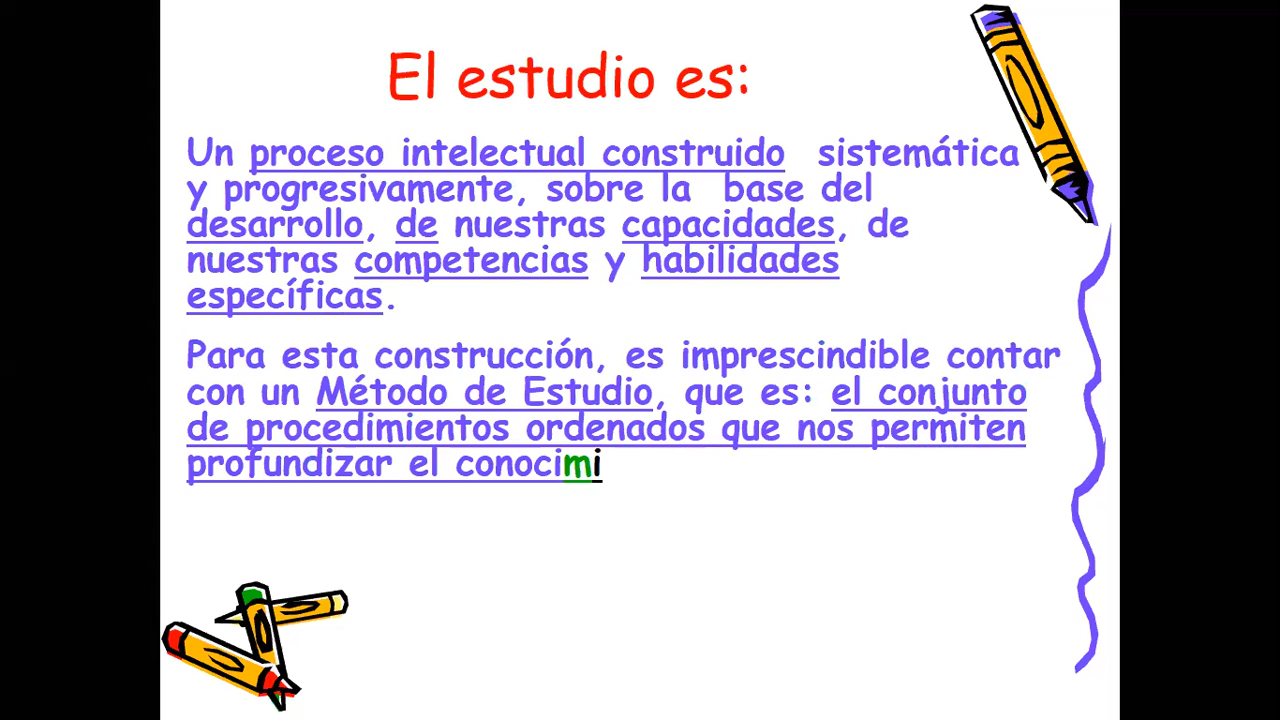 El estudio es:
Un proceso intelectual construido sistemática
y progresivamente, sobre la base del
desarrollo, de nuestras capacidades, de
nuestras competencias y habilidades
específicas.
Para esta construcción, es imprescindible contar
con un Método de Estudio, que es: el conjunto
de procedimientos ordenados que nos permiten
profundizar el conocimi